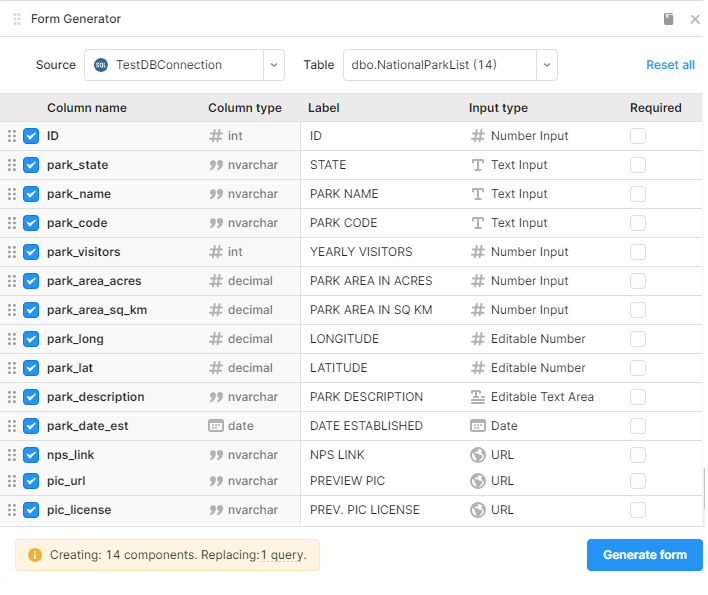 Form Generator
Source SQL TestDBConnection Table dbo.NationalParkList (14) Reset all
Column name Column type Label Input type Required
ID # int ID # Number Input
park_state nvarchar STATE T Text Input
park_name nvarchar PARK NAME T Text Input
park_code nvarchar PARK CODE T Text Input
park_visitors # int YEARLY VISITORS # Number Input
park_area_acres # decimal PARK AREA IN ACRES # Number Input
park_area_sq_km # decimal PARK AREA IN SQ KM # Number Input
park_long # decimal LONGITUDE # Editable Number
park_lat # decimal LATITUDE # Editable Number
park_description nvarchar PARK DESCRIPTION Editable Text Area
park_date_est date DATE ESTABLISHED Date
nps_link nvarchar NPS LINK URL
pic_url nvarchar PREVIEW PIC URL
pic_license nvarchar PREV. PIC LICENSE URL
Creating: 14 components. Replacing: 1 query. Generate form